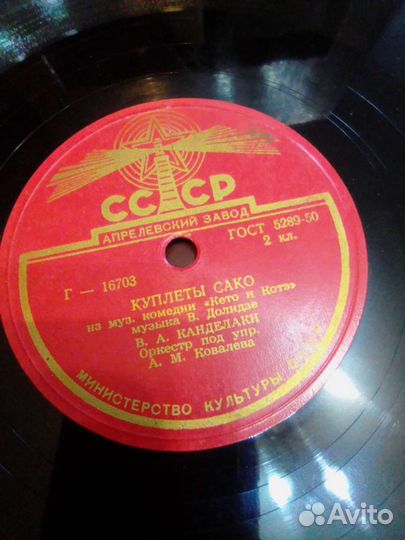 СССР
АПРЕЛЕВСКИЙ ЗАВОД
ГОСТ 5289-50
2 кл.
Г — 16703
КУПЛЕТЫ САКО
из муз. комедии «Кето и Котэ»
музыка В. Долидзе
В. А. КАНДЕЛАКИ
Оркестр под упр.
А. М. Ковалева
МИНИСТЕРСТВО КУЛЬТУРЫ
Avito